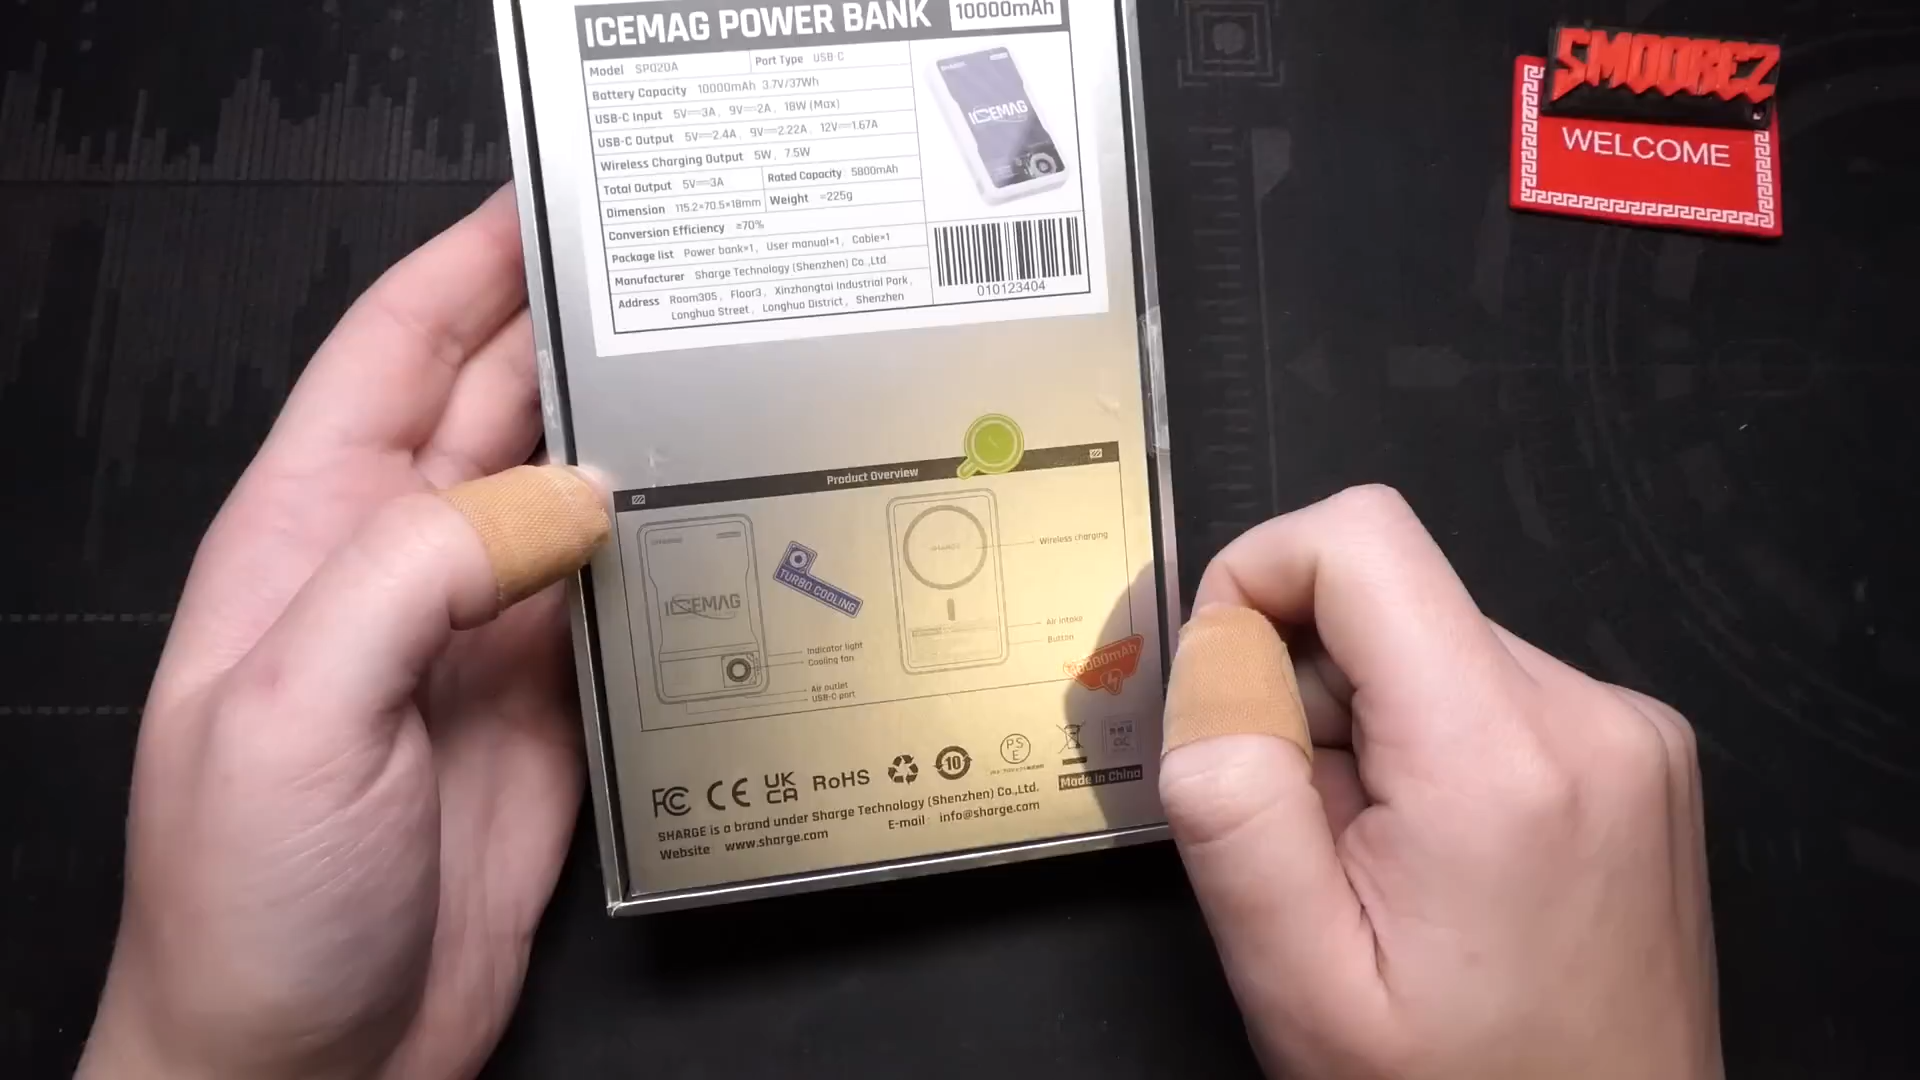 ICEMAG POWER BANK 10000mAh
Model SP020A Port Type USB-C
Battery Capacity 10000mAh 3.7V/37Wh
USB-C Input 5V⎓3A, 9V⎓2A, 18W (Max)
USB-C Output 5V⎓2.4A, 9V⎓2.22A, 12V⎓1.67A
Wireless Charging Output 5W, 7.5W
Total Output 5V⎓3A Rated Capacity 5800mAh
Dimension 115.2×70.5×18mm Weight ≈225g
Conversion Efficiency ≥70%
Package list Power bank×1, User manual×1, Cable×1
Manufacturer Sharge Technology (Shenzhen) Co.,Ltd
Address Room305, Floor3, Xinzhongtai Industrial Park,
Longhua Street, Longhua District, Shenzhen
ICEMAG
010123404
SMOOREZ
WELCOME
Product Overview
SHARGE
ICEMAG
TURBO COOLING
Indicator light
Cooling fan
Air outlet
USB-C port
SHARGE
Wireless charging
Air intake
Button
10000mAh
FC CE UK CA RoHS 10 PS E
Made in China
SHARGE is a brand under Sharge Technology (Shenzhen) Co.,Ltd.
Website www.sharge.com E-mail info@sharge.com